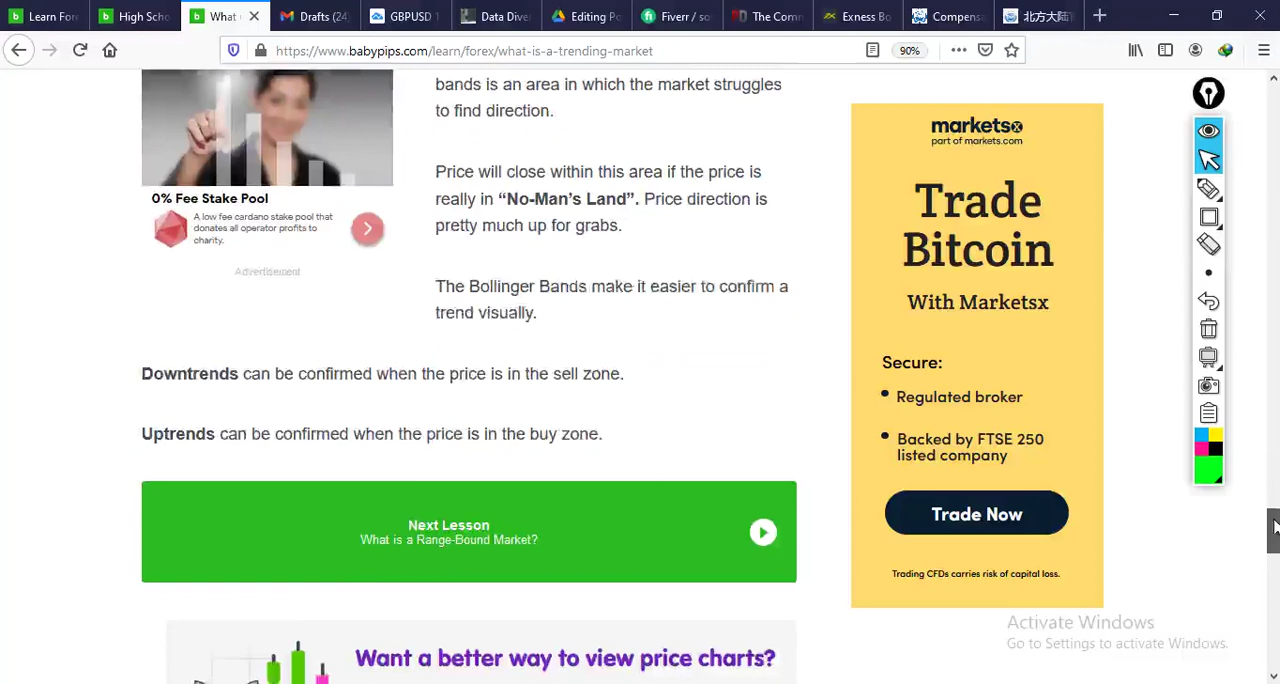 Learn For
High Scho
What
Drafts (24
GBPUSD
Data Dive
Editing Po
Fiverr / so
The Com
Exness Bo
Compens
北方大陆
https://www.babypips.com/learn/forex/what-is-a-trending-market
90%
bands is an area in which the market struggles
to find direction.
Price will close within this area if the price is
really in “No-Man’s Land”. Price direction is
pretty much up for grabs.
The Bollinger Bands make it easier to confirm a
trend visually.
0% Fee Stake Pool
A low fee cardano stake pool that
donates all operator profits to
charity.
Advertisement
Downtrends can be confirmed when the price is in the sell zone.
Uptrends can be confirmed when the price is in the buy zone.
Next Lesson
What is a Range-Bound Market?
Want a better way to view price charts?
marketsx
part of markets.com
Trade
Bitcoin
With Marketsx
Secure:
Regulated broker
Backed by FTSE 250
listed company
Trade Now
Trading CFDs carries risk of capital loss.
Activate Windows
Go to Settings to activate Windows.